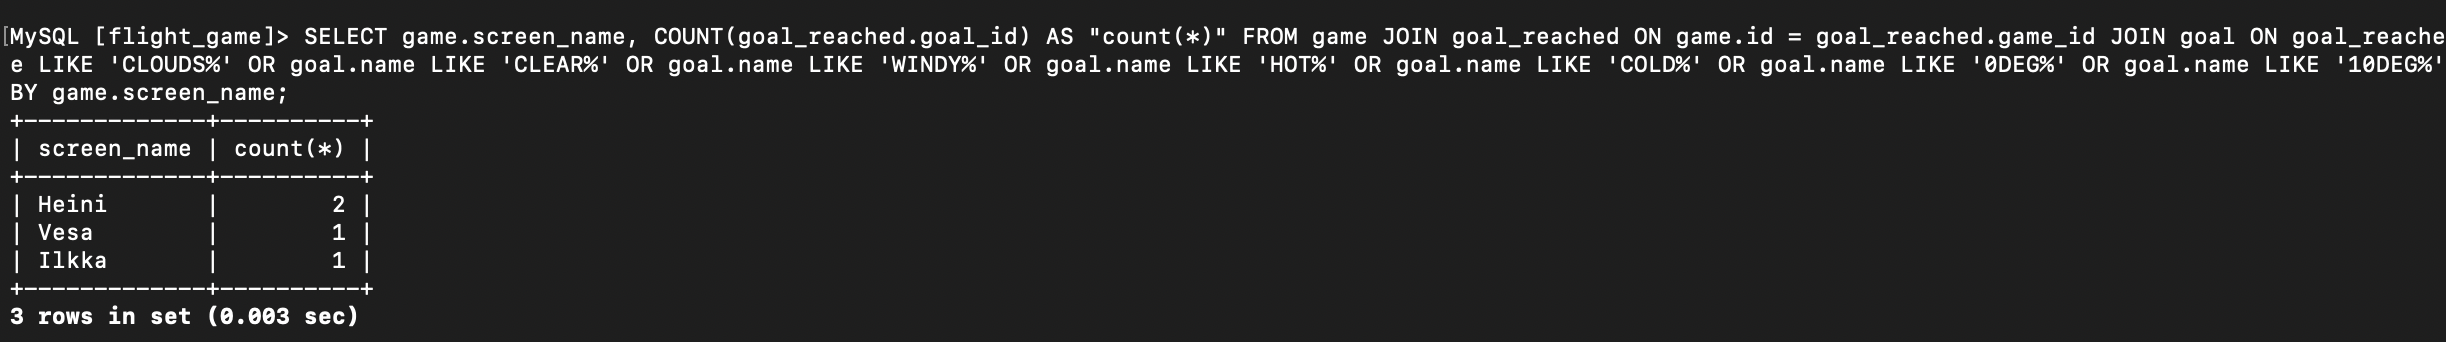 MySQL [flight_game]> SELECT game.screen_name, COUNT(goal_reached.goal_id) AS "count(*)" FROM game JOIN goal_reached ON game.id = goal_reached.game_id JOIN goal ON goal_reache
e LIKE 'CLOUDS%' OR goal.name LIKE 'CLEAR%' OR goal.name LIKE 'WINDY%' OR goal.name LIKE 'HOT%' OR goal.name LIKE 'COLD%' OR goal.name LIKE '0DEG%' OR goal.name LIKE '10DEG%'
BY game.screen_name;
+-------------+----------+
| screen_name | count(*) |
+-------------+----------+
| Heini       |        2 |
| Vesa        |        1 |
| Ilkka       |        1 |
+-------------+----------+
3 rows in set (0.003 sec)